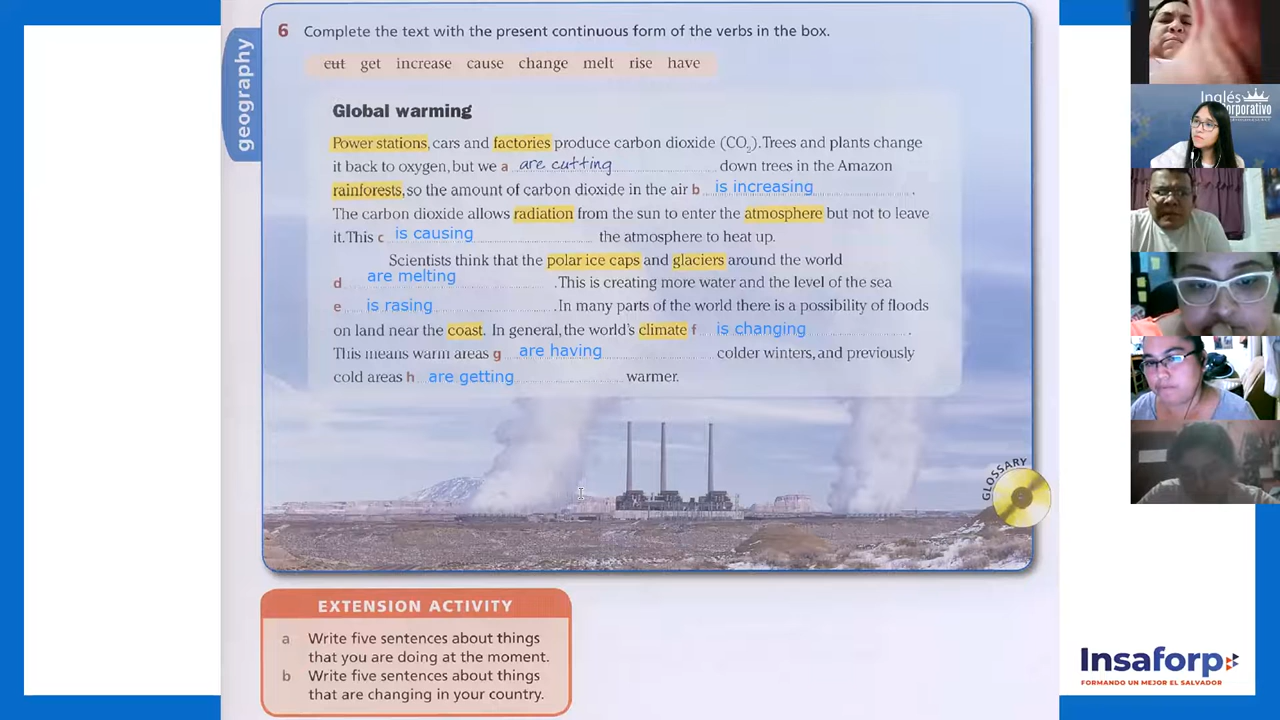 geography
6 Complete the text with the present continuous form of the verbs in the box.
cut get increase cause change melt rise have
Global warming
Power stations, cars and factories produce carbon dioxide (CO2). Trees and plants change
it back to oxygen, but we a are cutting down trees in the Amazon
rainforests, so the amount of carbon dioxide in the air b is increasing .
The carbon dioxide allows radiation from the sun to enter the atmosphere but not to leave
it. This c is causing the atmosphere to heat up.
Scientists think that the polar ice caps and glaciers around the world
d are melting . This is creating more water and the level of the sea
e is rasing . In many parts of the world there is a possibility of floods
on land near the coast. In general, the world's climate f is changing .
This means warm areas g are having colder winters, and previously
cold areas h are getting warmer.
GLOSSARY
EXTENSION ACTIVITY
a Write five sentences about things
that you are doing at the moment.
b Write five sentences about things
that are changing in your country.
Inglés
corporativo
Insaforp
FORMANDO UN MEJOR EL SALVADOR